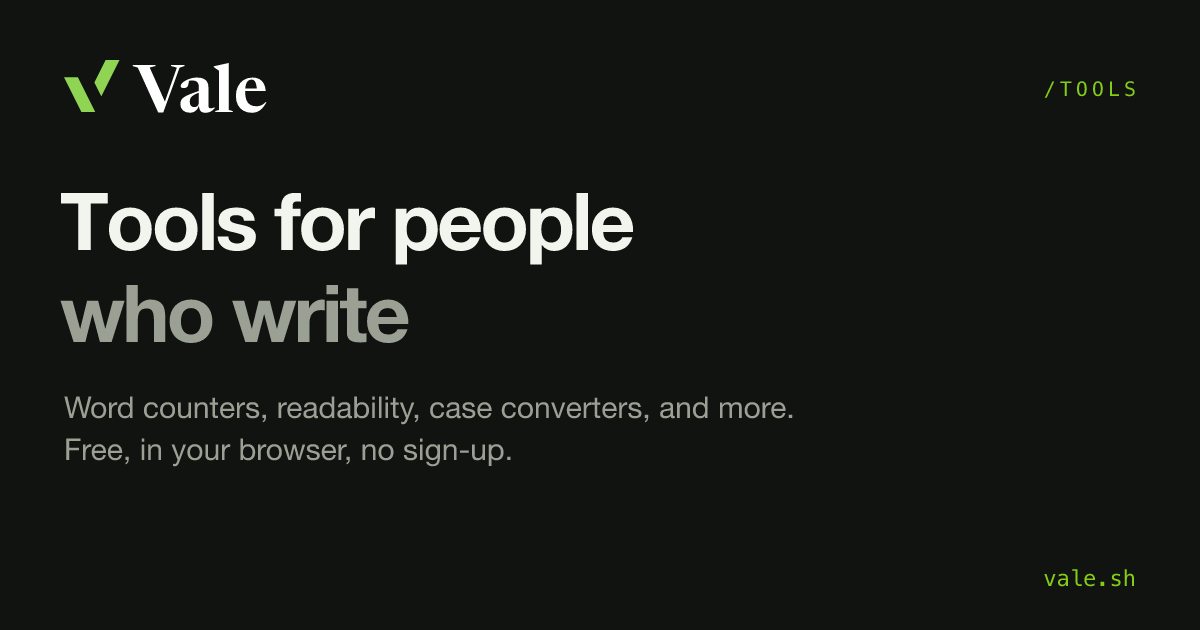 Vale
/TOOLS
Tools for people
who write
Word counters, readability, case converters, and more.
Free, in your browser, no sign-up.
vale.sh